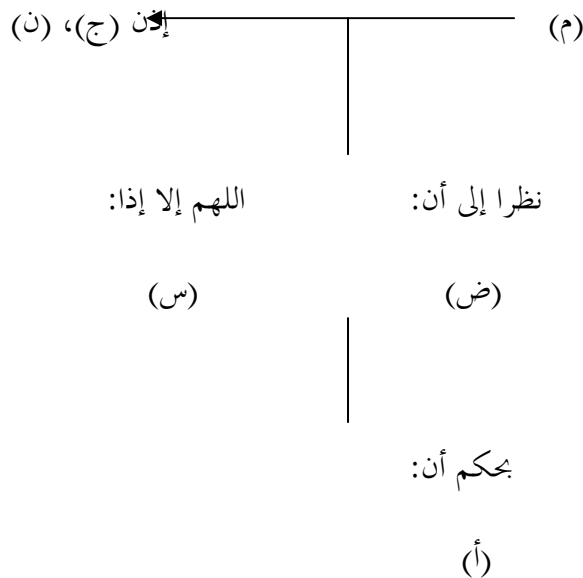 (م) إذن (ج)، (ن)
نظرا إلى أن: اللهم إلا إذا:
(ض) (س)
بحكم أن:
(أ)